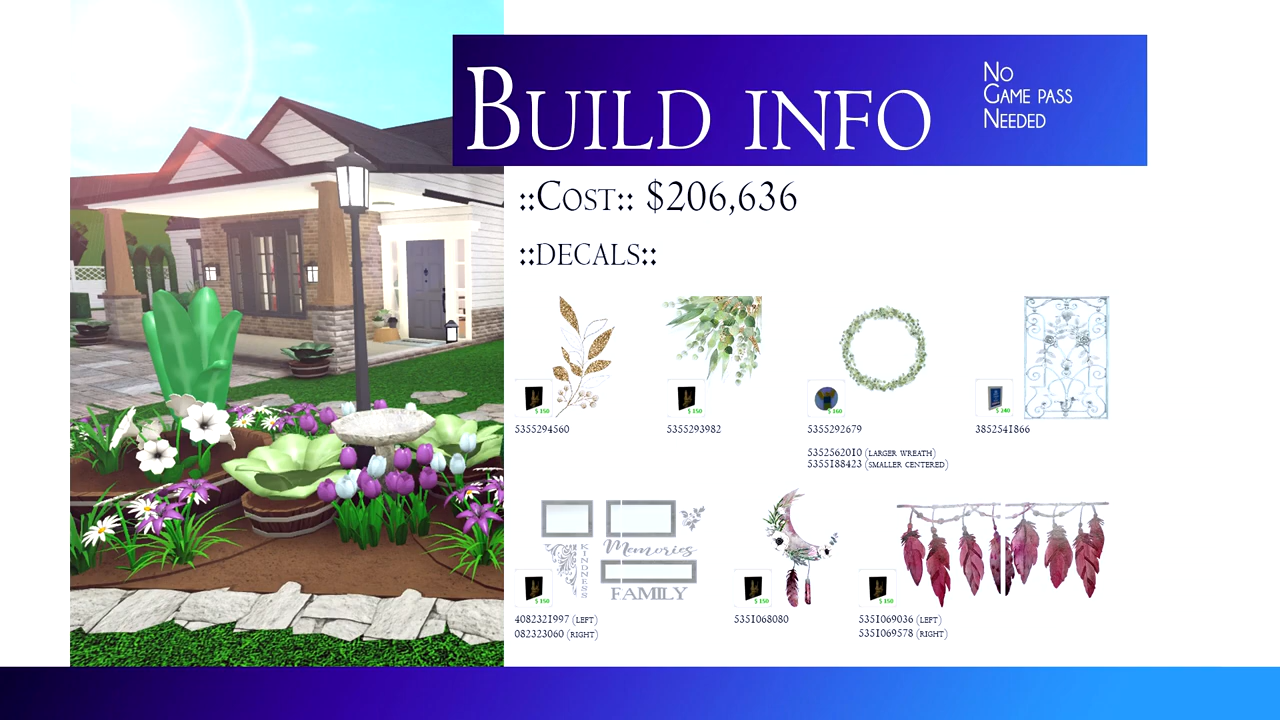 Build info
No
Game pass
Needed
::Cost:: $206,636
::DECALS::
$ 150
$ 150
$ 160
$ 240
5355294560
5355293982
5355292679
3852541866
5352562010 (larger wreath)
5355188423 (smaller centered)
KINDNESS
Memories
FAMILY
$ 150
$ 150
$ 150
4082321997 (left)
082323060 (right)
5351068080
5351069036 (left)
5351069578 (right)